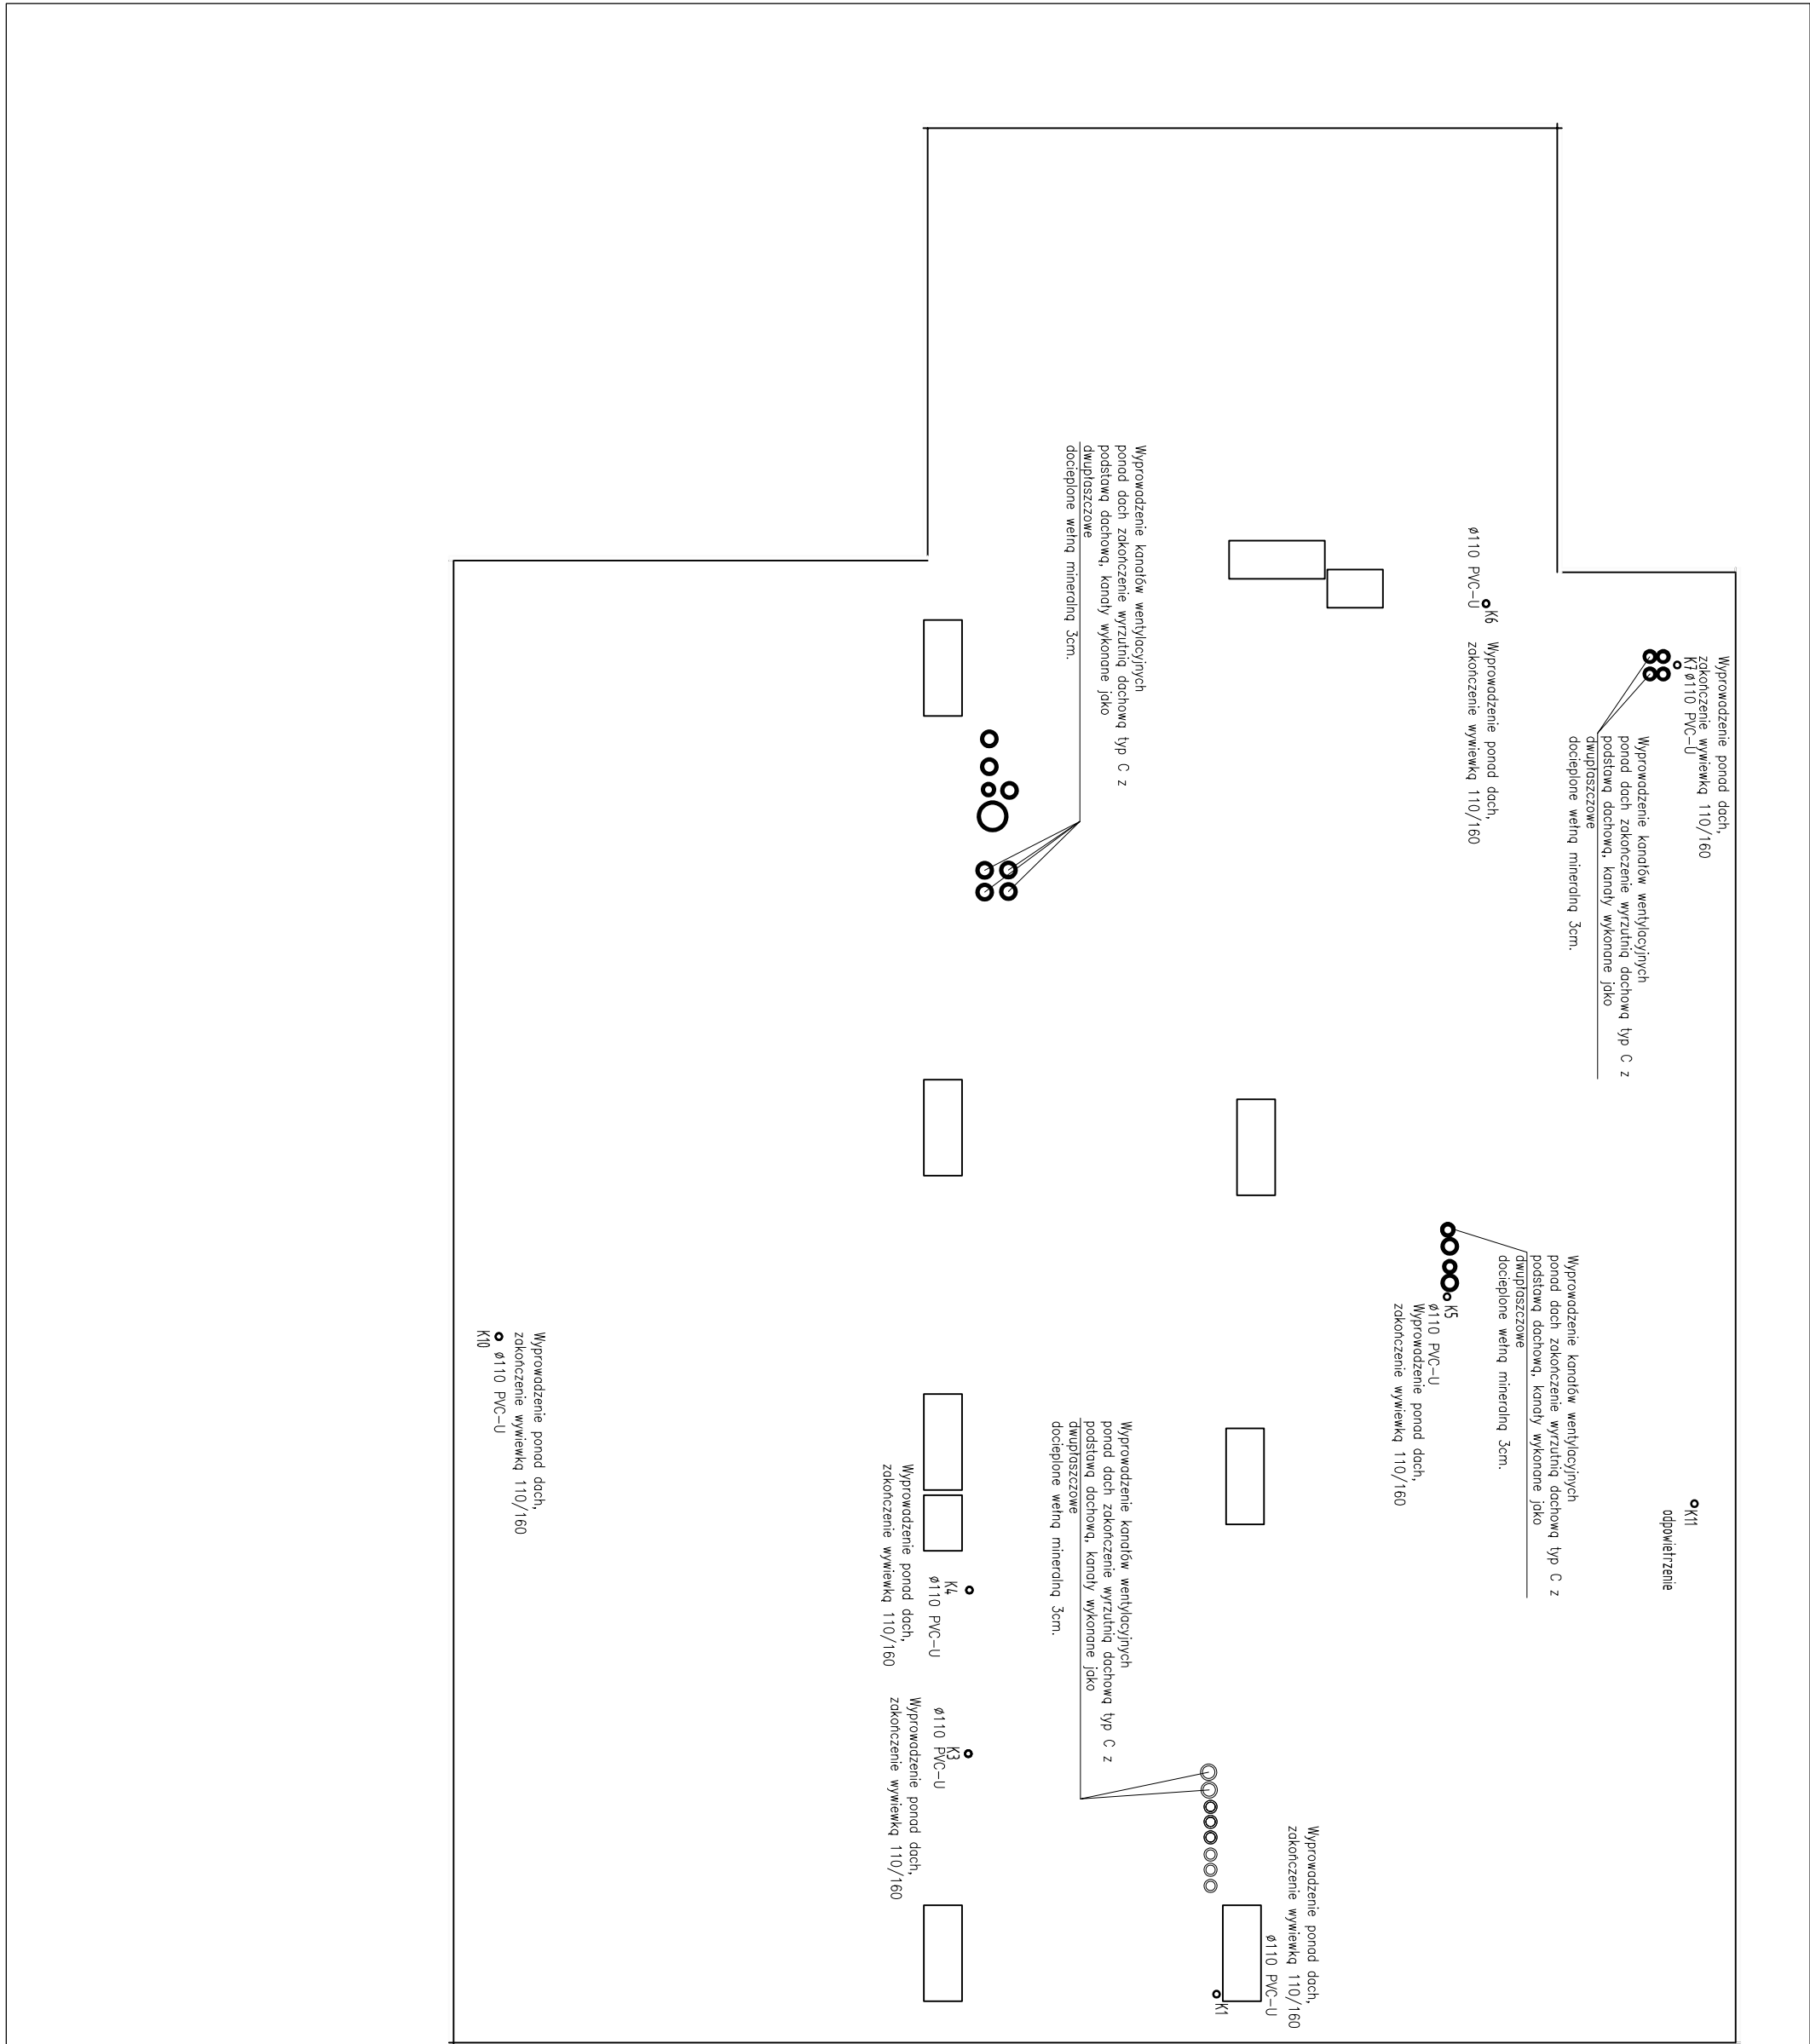 Wyprowadzenie ponad dach,
zakończenie wywiewką 110/160
K7 ø110 PVC-U
Wyprowadzenie kanałów wentylacyjnych
ponad dach zakończenie wyrzutnią dachową typ C z
podstawą dachową, kanały wykonane jako
dwupłaszczowe
docieplone wełną mineralną 3cm.
K11
odpowietrzenie
Wyprowadzenie kanałów wentylacyjnych
ponad dach zakończenie wyrzutnią dachową typ C z
podstawą dachową, kanały wykonane jako
dwupłaszczowe
docieplone wełną mineralną 3cm.
K6
ø110 PVC-U
Wyprowadzenie ponad dach,
zakończenie wywiewką 110/160
K5
ø110 PVC-U
Wyprowadzenie ponad dach,
zakończenie wywiewką 110/160
Wyprowadzenie ponad dach,
zakończenie wywiewką 110/160
ø110 PVC-U
K1
Wyprowadzenie kanałów wentylacyjnych
ponad dach zakończenie wyrzutnią dachową typ C z
podstawą dachową, kanały wykonane jako
dwupłaszczowe
docieplone wełną mineralną 3cm.
Wyprowadzenie kanałów wentylacyjnych
ponad dach zakończenie wyrzutnią dachową typ C z
podstawą dachową, kanały wykonane jako
dwupłaszczowe
docieplone wełną mineralną 3cm.
K4
ø110 PVC-U
Wyprowadzenie ponad dach,
zakończenie wywiewką 110/160
K3
ø110 PVC-U
Wyprowadzenie ponad dach,
zakończenie wywiewką 110/160
Wyprowadzenie ponad dach,
zakończenie wywiewką 110/160
ø110 PVC-U
K10